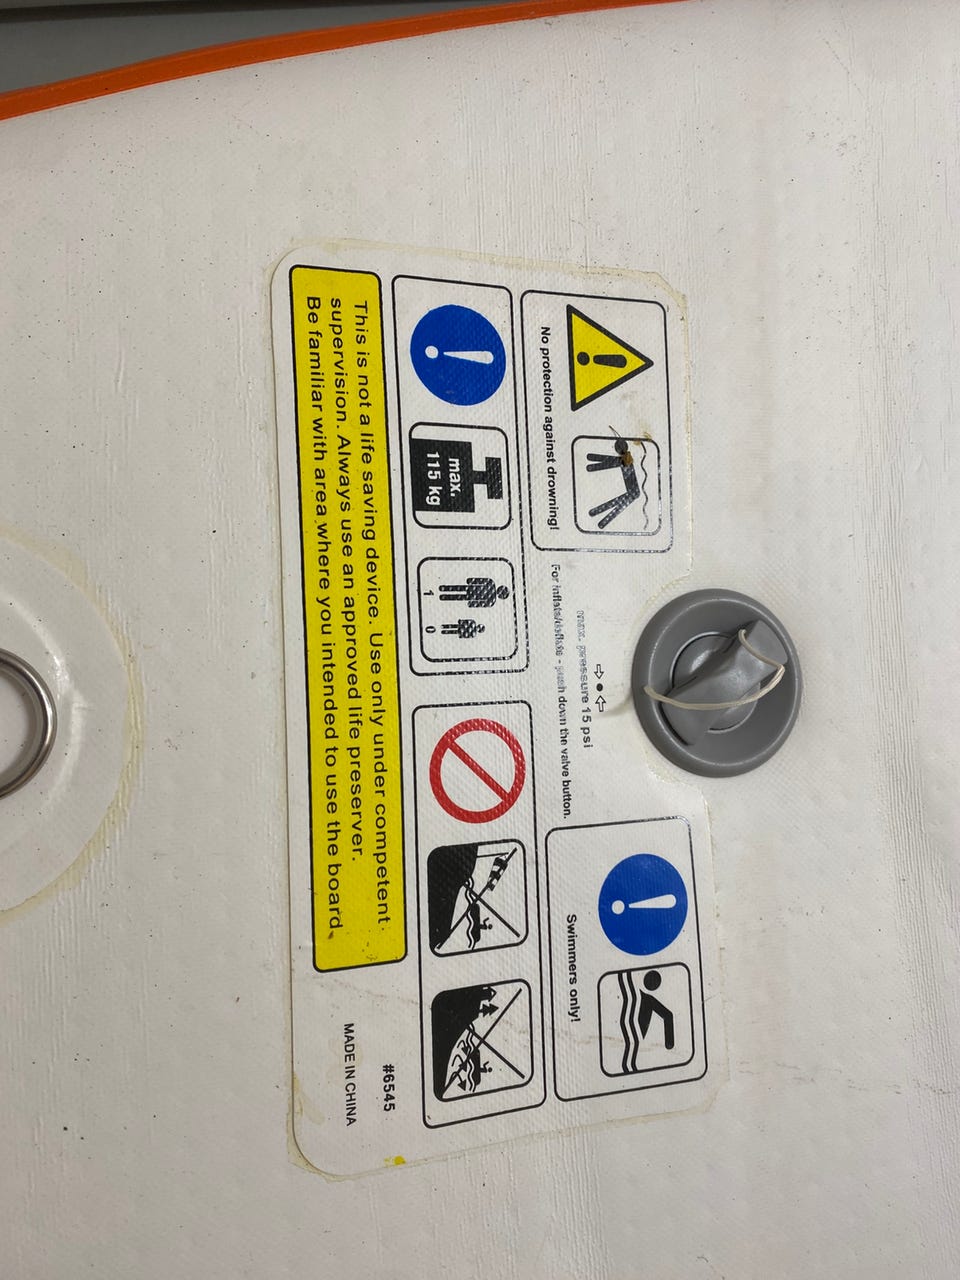 No protection against drowning!
max. pressure 15 psi
For inflate/deflate - push down the valve button.
Swimmers only!
max.
115 kg
1 0
This is not a life saving device. Use only under competent
supervision. Always use an approved life preserver.
Be familiar with area where you intended to use the board.
#6545
MADE IN CHINA